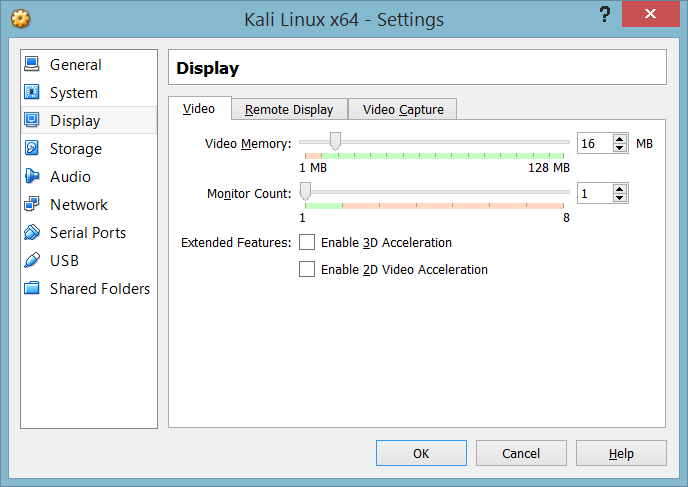 Kali Linux x64 - Settings
?
General
System
Display
Storage
Audio
Network
Serial Ports
USB
Shared Folders
Display
Video
Remote Display
Video Capture
Video Memory:
16
MB
1 MB
128 MB
Monitor Count:
1
1
8
Extended Features:
Enable 3D Acceleration
Enable 2D Video Acceleration
OK
Cancel
Help